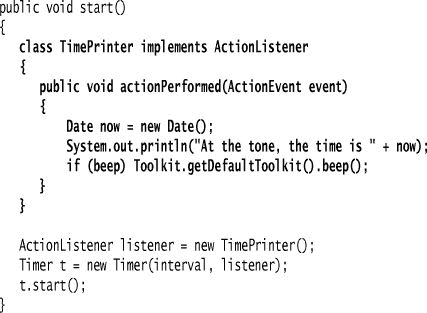 public void start()
{
class TimePrinter implements ActionListener
{
public void actionPerformed(ActionEvent event)
{
Date now = new Date();
System.out.println("At the tone, the time is " + now);
if (beep) Toolkit.getDefaultToolkit().beep();
}
}
ActionListener listener = new TimePrinter();
Timer t = new Timer(interval, listener);
t.start();
}